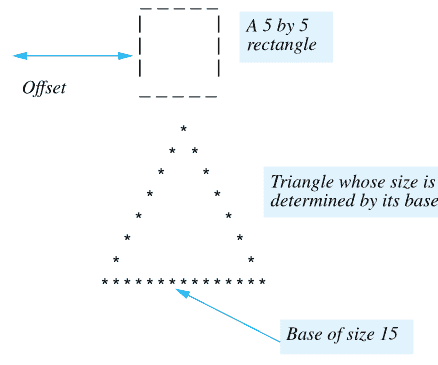 A 5 by 5
rectangle
Offset
Triangle whose size is
determined by its base
Base of size 15